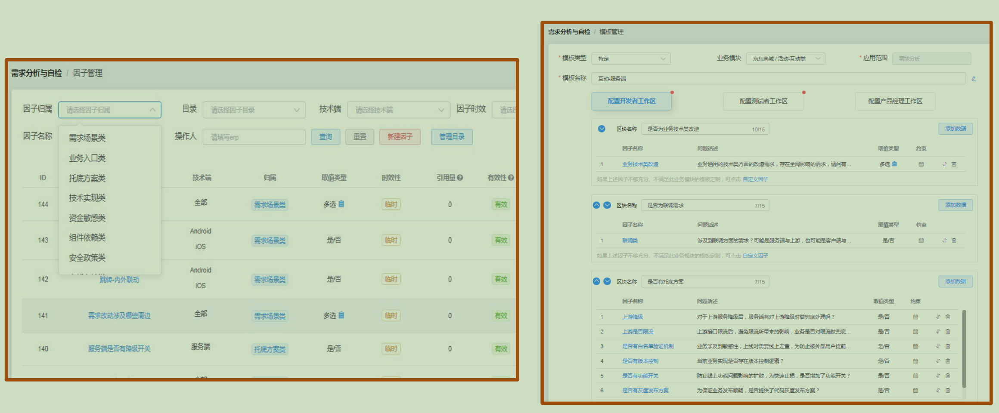 需求分析与自检 / 因子管理
因子归属 请选择因子归属 目录 请选择因子目录 技术端 请选择技术端 因子时效
因子名称 操作人 请填写erp 查询 重置 新建因子 管理目录
需求场景类
业务入口类
托底方案类
技术实现类
资金敏感类
组件依赖类
安全政策类
ID 技术端 归属 取值类型 时效性 引用量 有效性
144 全部 需求场景类 多选 临时 0 有效
143 Android iOS 需求场景类 是/否 临时 0 有效
142 跳转-内外联动 Android iOS 需求场景类 是/否 临时 0 有效
141 需求改动涉及哪些周边 全部 需求场景类 多选 临时 0 有效
140 服务端是否有降级开关 服务端 托底方案类 是/否 临时 0 有效
需求分析与自检 / 模板管理
* 模板类型 特定 业务模块 京东商城 / 活动-互动类 * 应用范围 需求分析
* 模板名称 互动-服务端
配置开发者工作区 配置测试者工作区 配置产品经理工作区
区块名称 是否为业务技术类改造 10/15 添加数据
因子名称 问题话述 取值类型 约束
1 业务技术类改造 业务通用的技术类方面的改造需求，存在全局影响的需求，请问有... 多选
如果上述因子不够充分、不满足此业务模块的模板定制，可点击 自定义因子
区块名称 是否为联调需求 7/15 添加数据
因子名称 问题话述 取值类型 约束
1 联调类 涉及到联调方面的需求？可能是服务端与上游，也可能是客户端与... 是/否
如果上述因子不够充分、不满足此业务模块的模板定制，可点击 自定义因子
区块名称 是否有托底方案 7/15 添加数据
因子名称 问题话述 取值类型 约束
1 上游降级 对于上游服务降级后，服务端有对上游降级时做兜底处理吗？ 是/否
2 上游是否限流 上游接口限流后，避免限流所带来的影响，业务是否对限流做兜底... 是/否
3 是否有白名单验证机制 业务涉及到敏感性，上线时需要线上走查，为防止被外部用户提前... 是/否
4 是否有版本控制 当前业务实现是否存在版本控制逻辑？ 是/否
5 是否有功能开关 防止线上功能问题影响的扩散，为快速止损，是否增加了功能开关？ 是/否
6 是否有灰度发布方案 为保证业务发布顺畅，是否提供了代码灰度发布方案？ 是/否